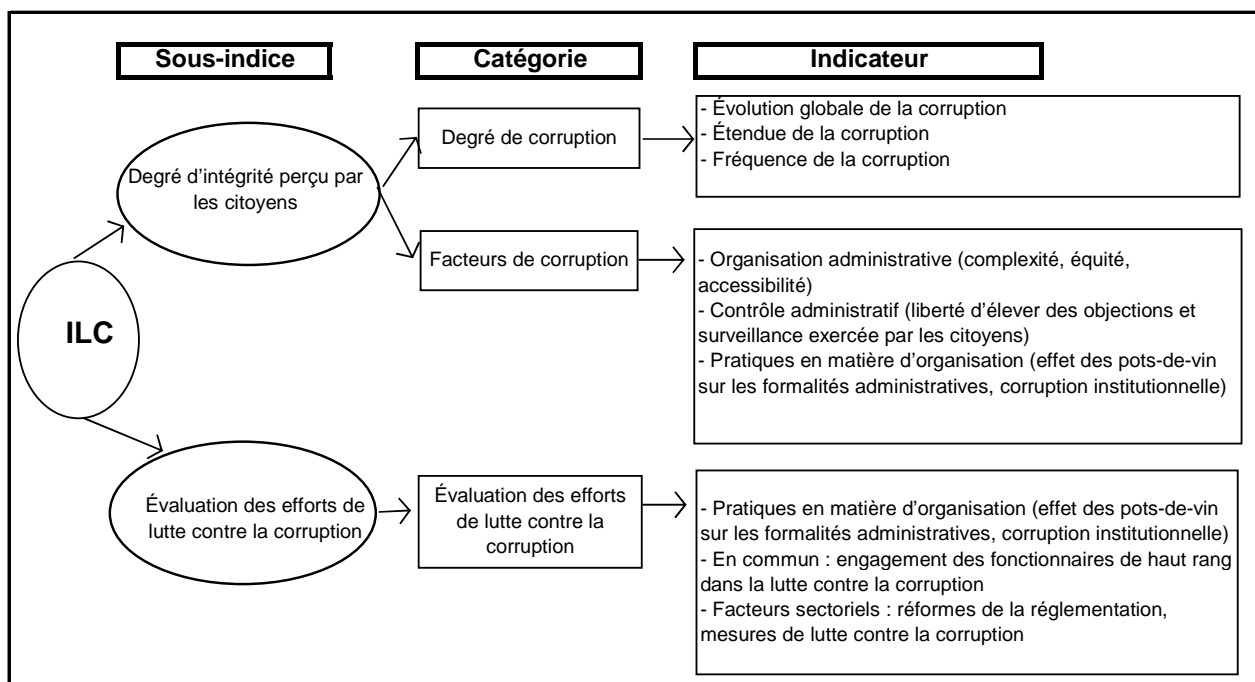 Sous-indice
Catégorie
Indicateur
Degré d'intégrité perçu par
les citoyens
Degré de corruption
- Évolution globale de la corruption
- Étendue de la corruption
- Fréquence de la corruption
Facteurs de corruption
- Organisation administrative (complexité, équité,
accessibilité)
- Contrôle administratif (liberté d'élever des objections et
surveillance exercée par les citoyens)
- Pratiques en matière d'organisation (effet des pots-de-vin
sur les formalités administratives, corruption institutionnelle)
ILC
Évaluation des efforts de
lutte contre la corruption
Évaluation des efforts
de lutte contre la
corruption
- Pratiques en matière d'organisation (effet des pots-de-vin
sur les formalités administratives, corruption institutionnelle)
- En commun : engagement des fonctionnaires de haut rang
dans la lutte contre la corruption
- Facteurs sectoriels : réformes de la réglementation,
mesures de lutte contre la corruption